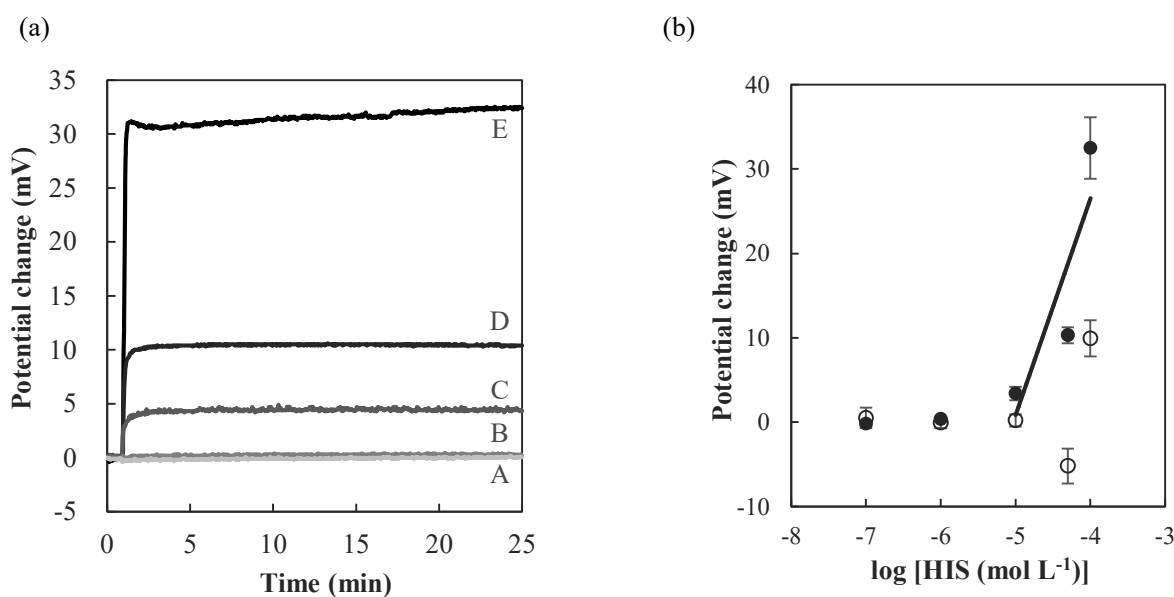 (a)
35
30
25
20
15
10
5
0
-5
0
5
10
15
20
25
Potential change (mV)
Time (min)
E
D
C
B
A
(b)
40
30
20
10
0
-10
-8
-7
-6
-5
-4
-3
Potential change (mV)
log [HIS (mol L⁻¹)]